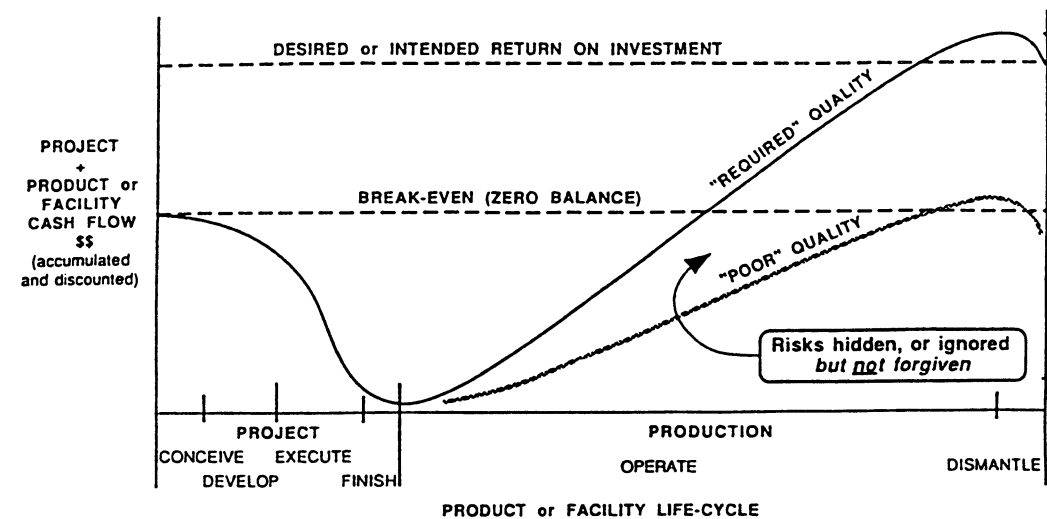 DESIRED or INTENDED RETURN ON INVESTMENT
"REQUIRED" QUALITY
PROJECT
+
PRODUCT or
FACILITY
CASH FLOW
$$
(accumulated
and discounted)
BREAK-EVEN (ZERO BALANCE)
"POOR" QUALITY
Risks hidden, or ignored
but not forgiven
PROJECT
PRODUCTION
CONCEIVE
EXECUTE
DEVELOP
FINISH
OPERATE
DISMANTLE
PRODUCT or FACILITY LIFE-CYCLE